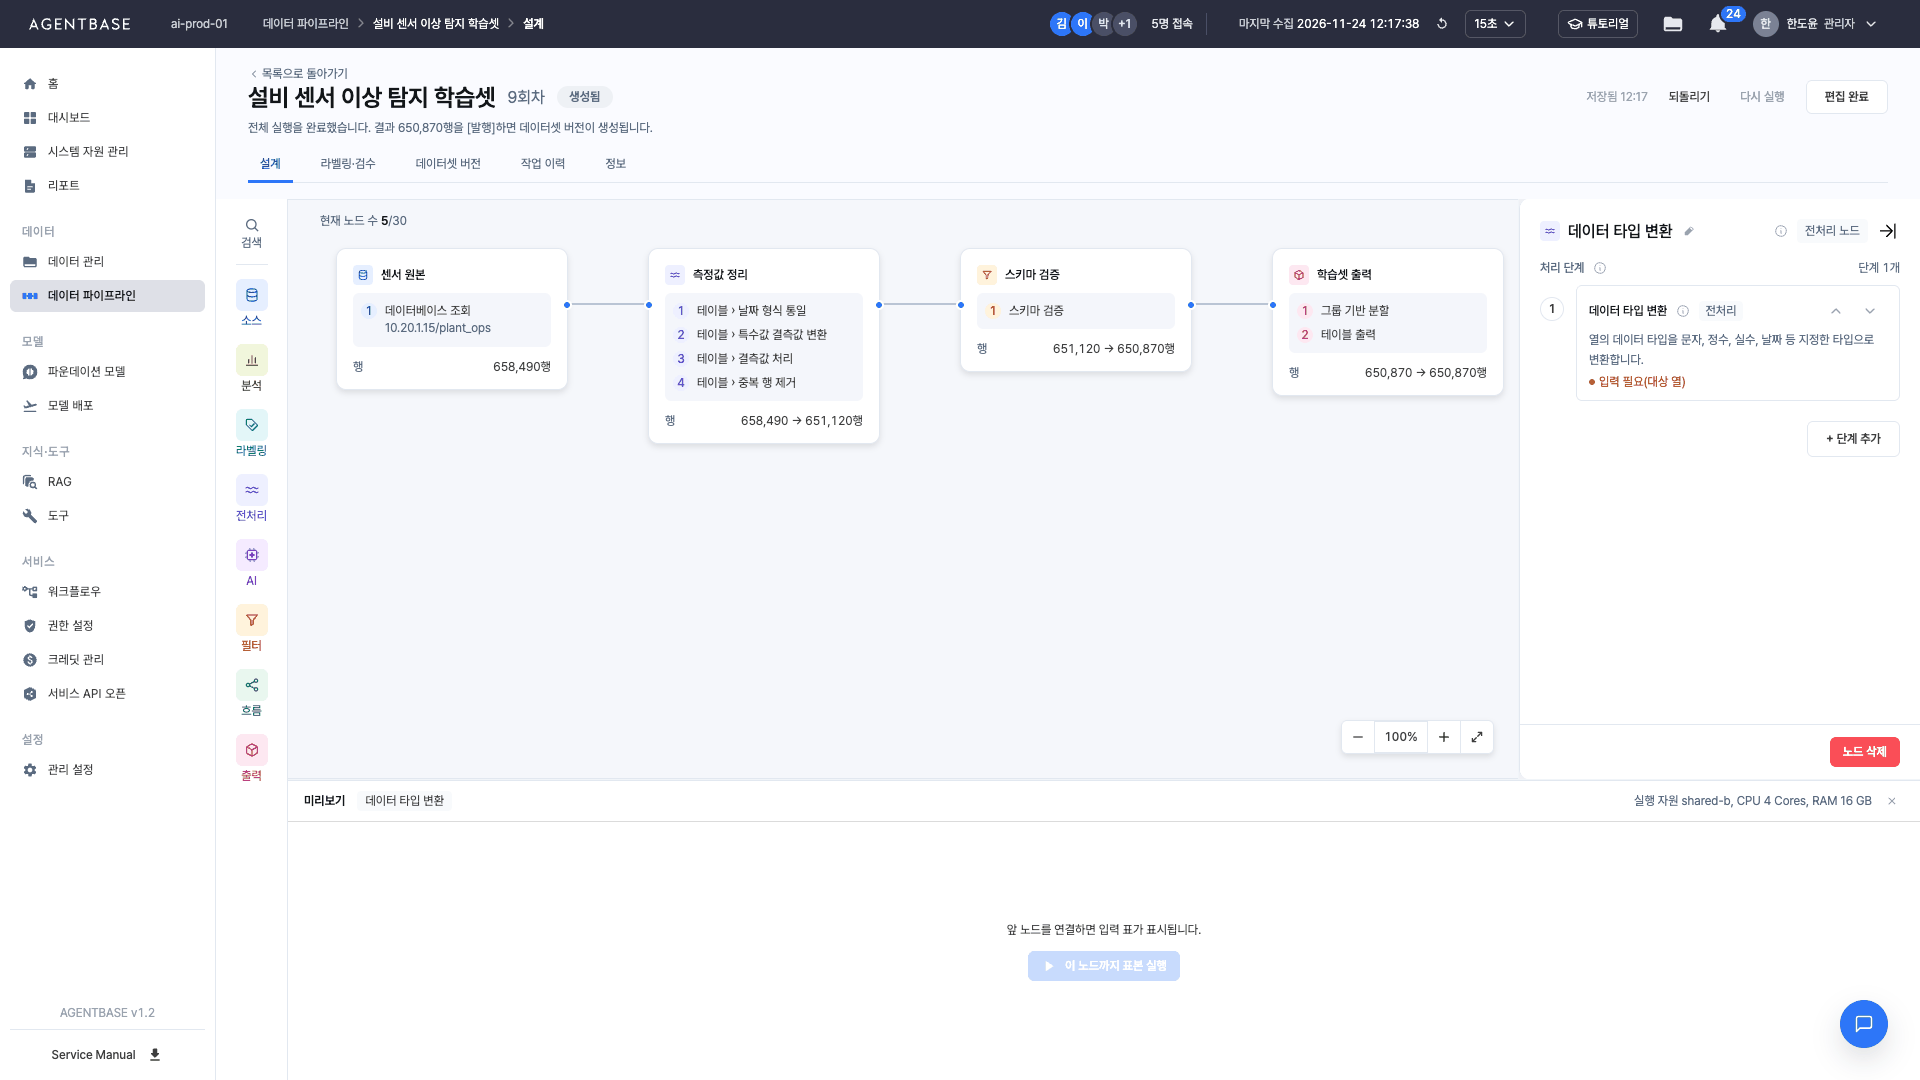 AGENTBASE
ai-prod-01
데이터 파이프라인 > 설비 센서 이상 탐지 학습셋 > 설계
김 이 박 +1 5명 접속
마지막 수집 2026-11-24 12:17:38
15초
튜토리얼
24
한 한도윤 관리자
홈
대시보드
시스템 자원 관리
리포트
데이터
데이터 관리
데이터 파이프라인
모델
파운데이션 모델
모델 배포
지식·도구
RAG
도구
서비스
워크플로우
권한 설정
크레딧 관리
서비스 API 오픈
설정
관리 설정
AGENTBASE v1.2
Service Manual
목록으로 돌아가기
설비 센서 이상 탐지 학습셋 9회차 생성됨
전체 실행을 완료했습니다. 결과 650,870행을 [발행]하면 데이터셋 버전이 생성됩니다.
저장됨 12:17 되돌리기 다시 실행 편집 완료
설계 라벨링·검수 데이터셋 버전 작업 이력 정보
검색
소스
분석
라벨링
전처리
AI
필터
흐름
출력
현재 노드 수 5/30
센서 원본
1 데이터베이스 조회
10.20.1.15/plant_ops
행 658,490행
측정값 정리
1 테이블 › 날짜 형식 통일
2 테이블 › 특수값 결측값 변환
3 테이블 › 결측값 처리
4 테이블 › 중복 행 제거
행 658,490 → 651,120행
스키마 검증
1 스키마 검증
행 651,120 → 650,870행
학습셋 출력
1 그룹 기반 분할
2 테이블 출력
행 650,870 → 650,870행
100%
데이터 타입 변환 전처리 노드
처리 단계 단계 1개
1 데이터 타입 변환 전처리
열의 데이터 타입을 문자, 정수, 실수, 날짜 등 지정한 타입으로
변환합니다.
입력 필요(대상 열)
+ 단계 추가
노드 삭제
미리보기 데이터 타입 변환
실행 자원 shared-b, CPU 4 Cores, RAM 16 GB
앞 노드를 연결하면 입력 표가 표시됩니다.
이 노드까지 표본 실행